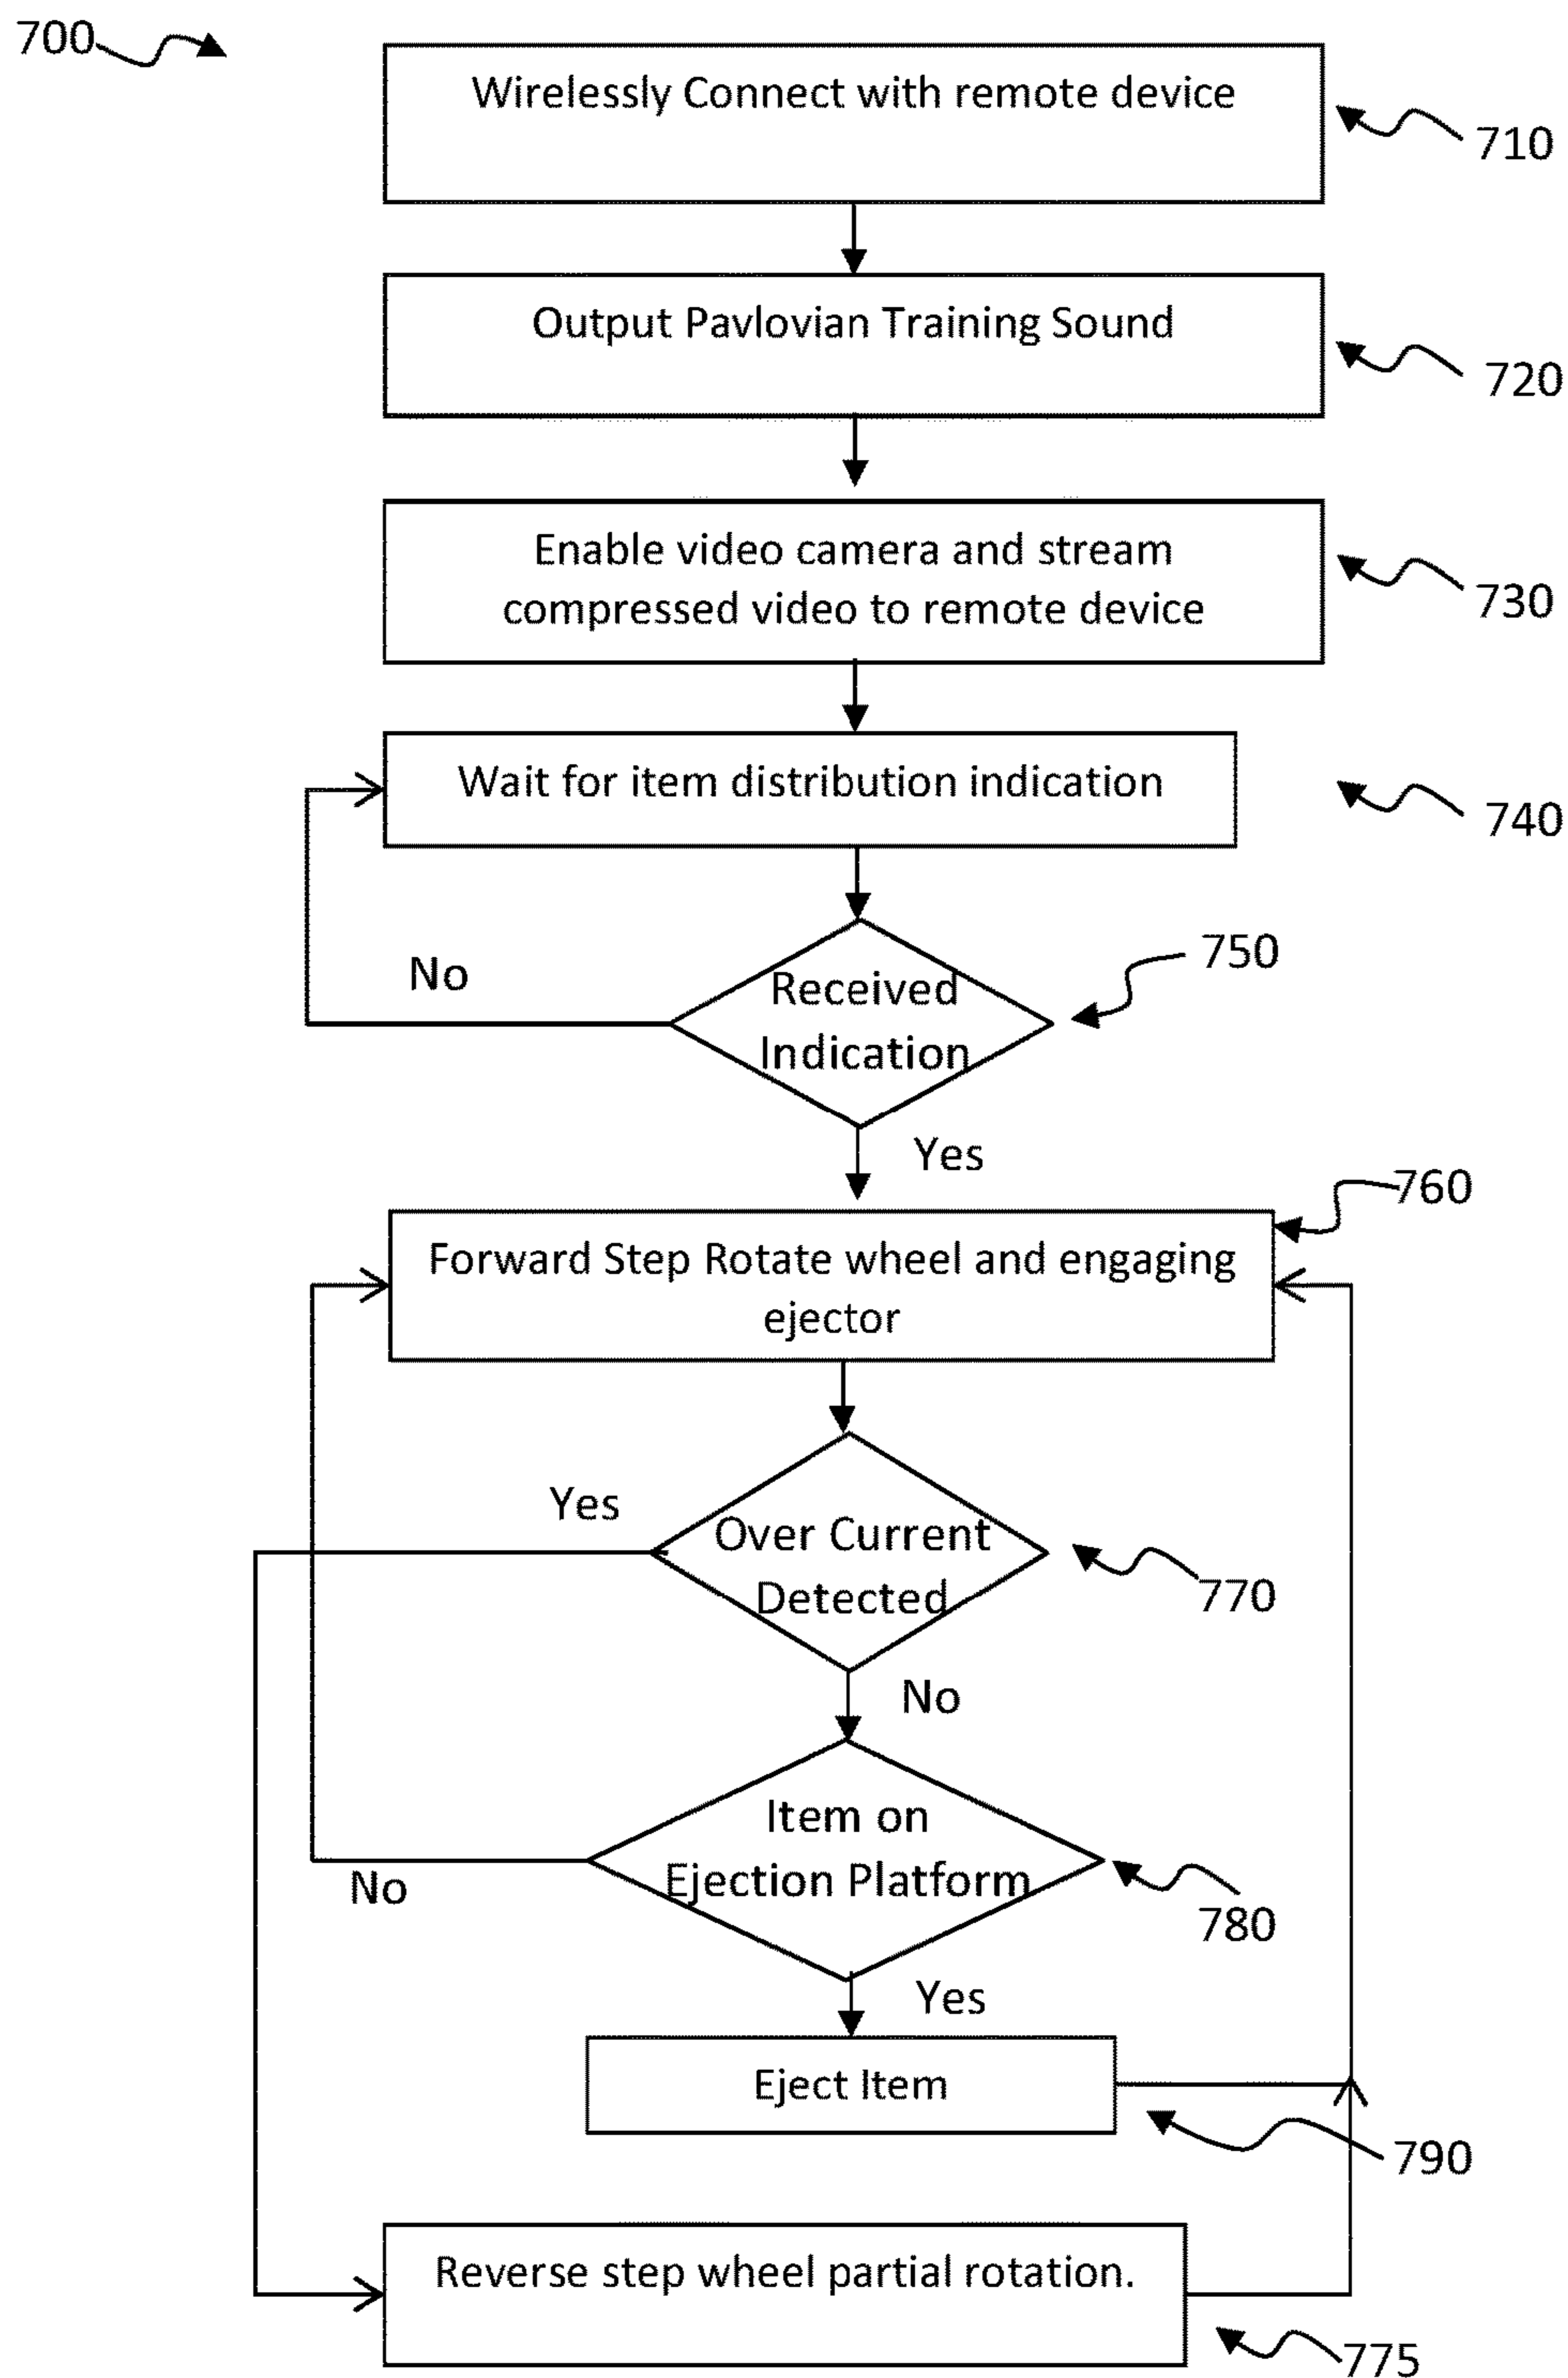 700
Wirelessly Connect with remote device
710
Output Pavlovian Training Sound
720
Enable video camera and stream
compressed video to remote device
730
Wait for item distribution indication
740
750
No
Received
Indication
Yes
760
Forward Step Rotate wheel and engaging
ejector
Yes
Over Current
Detected
770
No
Item on
Ejection Platform
No
780
Yes
Eject Item
790
Reverse step wheel partial rotation.
775